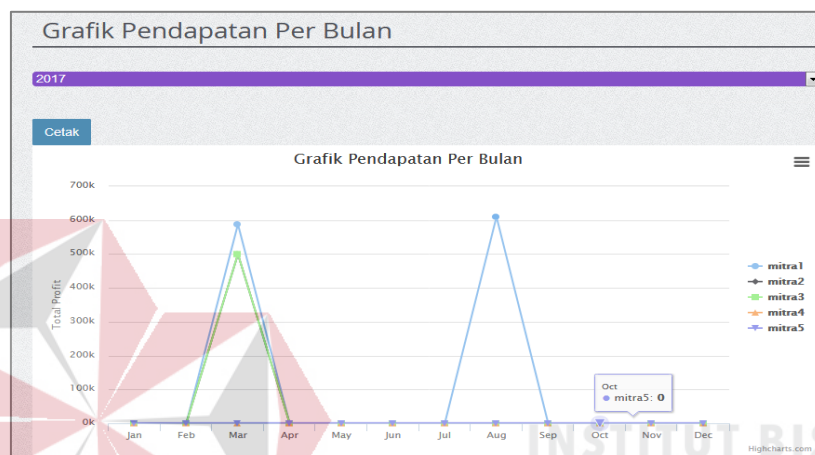 Grafik Pendapatan Per Bulan
2017
Cetak
Grafik Pendapatan Per Bulan
Total Profit
700k
600k
500k
400k
300k
200k
100k
0k
Jan Feb Mar Apr May Jun Jul Aug Sep Oct Nov Dec
Oct
mitra5: 0
mitra1
mitra2
mitra3
mitra4
mitra5
INSTITUT BIS
Highcharts.com